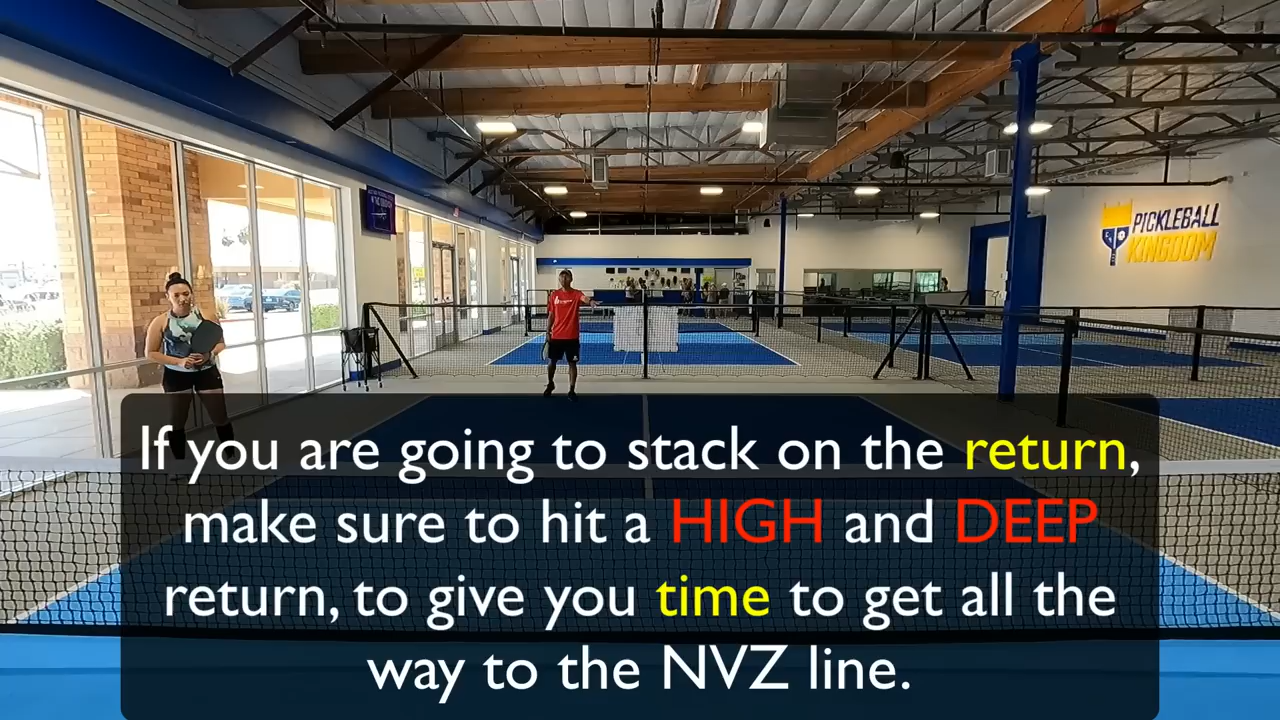 PICKLEBALL
KINGDOM
If you are going to stack on the return,
make sure to hit a HIGH and DEEP
return, to give you time to get all the
way to the NVZ line.